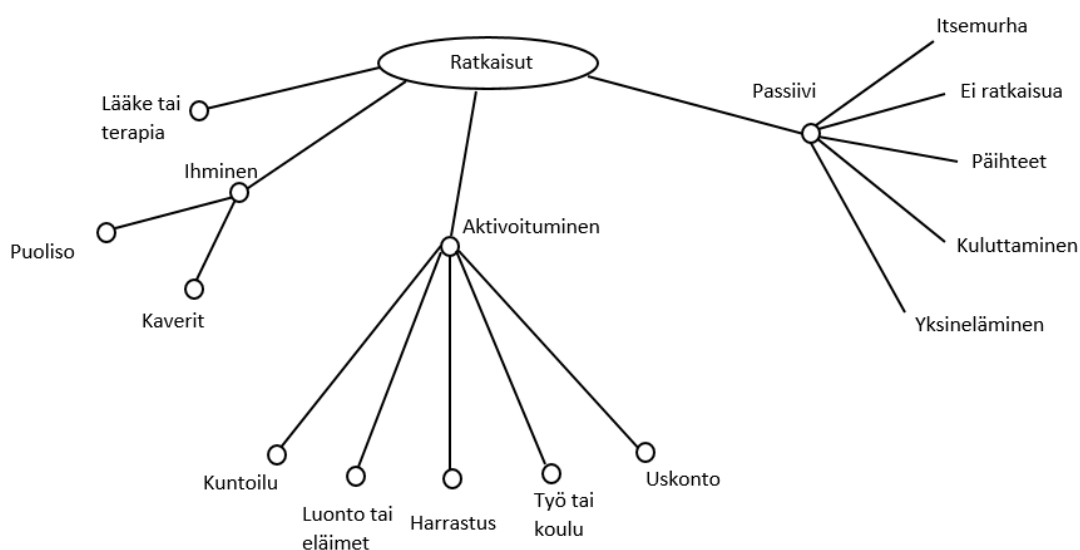 Ratkaisut
Lääke tai
terapia
Ihminen
Puoliso
Kaverit
Aktivoituminen
Kuntoilu
Luonto tai
eläimet
Harrastus
Työ tai
koulu
Uskonto
Passiivi
Itsemurha
Ei ratkaisua
Päihteet
Kuluttaminen
Yksineläminen